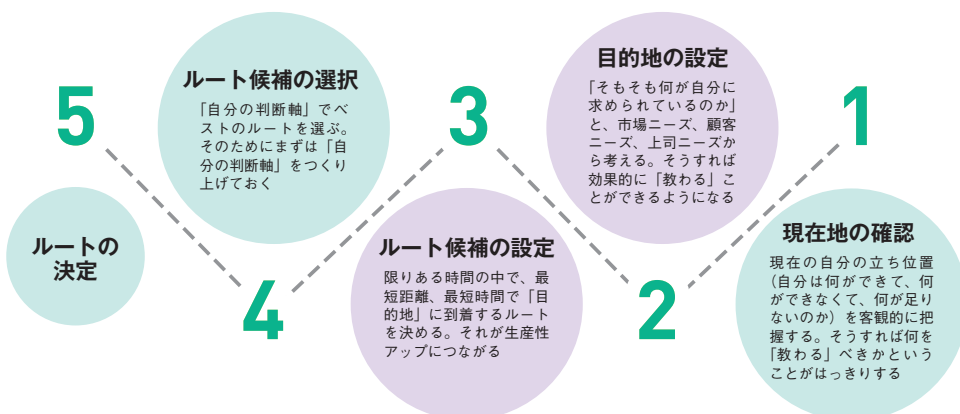 1
現在地の確認
現在の自分の立ち位置
(自分は何ができて、何
ができなくて、何が足り
ないのか)を客観的に把
握する。そうすれば何を
「教わる」べきかという
ことがはっきりする
2
目的地の設定
「そもそも何が自分に
求められているのか」
と、市場ニーズ、顧客
ニーズ、上司ニーズか
ら考える。そうすれば
効果的に「教わる」こ
とができるようになる
3
ルート候補の設定
限りある時間の中で、最
短距離、最短時間で「目
的地」に到着するルート
を決める。それが生産性
アップにつながる
4
ルート候補の選択
「自分の判断軸」でベ
ストのルートを選ぶ。
そのためにまずは「自
分の判断軸」をつくり
上げておく
5
ルートの
決定